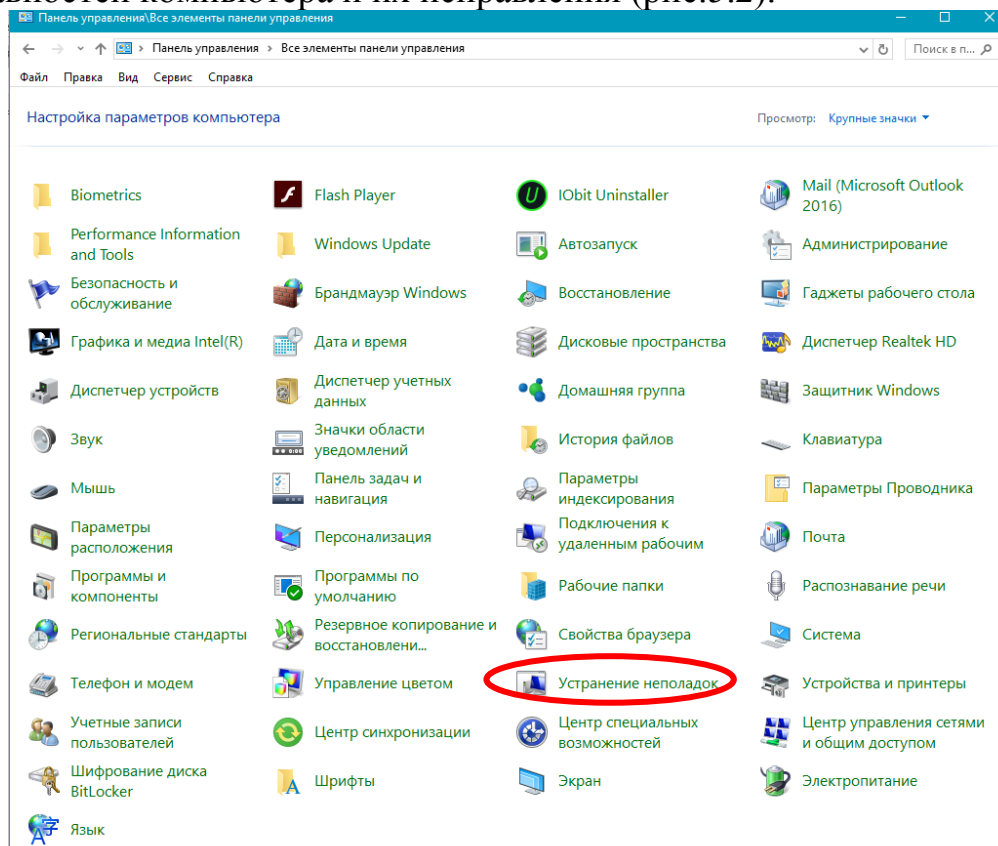 компьютера и их исправления (рис.3.2).
Панель управления\Все элементы панели управления
Панель управления > Все элементы панели управления
Поиск в п...
Файл Правка Вид Сервис Справка
Настройка параметров компьютера
Просмотр: Крупные значки
Biometrics
Flash Player
IObit Uninstaller
Mail (Microsoft Outlook
2016)
Performance Information
and Tools
Windows Update
Автозапуск
Администрирование
Безопасность и
обслуживание
Брандмауэр Windows
Восстановление
Гаджеты рабочего стола
Графика и медиа Intel(R)
Дата и время
Дисковые пространства
Диспетчер Realtek HD
Диспетчер устройств
Диспетчер учетных
данных
Домашняя группа
Защитник Windows
Звук
Значки области
уведомлений
История файлов
Клавиатура
Мышь
Панель задач и
навигация
Параметры
индексирования
Параметры Проводника
Параметры
расположения
Персонализация
Подключения к
удаленным рабочим
Почта
Программы и
компоненты
Программы по
умолчанию
Рабочие папки
Распознавание речи
Региональные стандарты
Резервное копирование и
восстановлени...
Свойства браузера
Система
Телефон и модем
Управление цветом
Устранение неполадок
Устройства и принтеры
Учетные записи
пользователей
Центр синхронизации
Центр специальных
возможностей
Центр управления сетями
и общим доступом
Шифрование диска
BitLocker
Шрифты
Экран
Электропитание
Язык